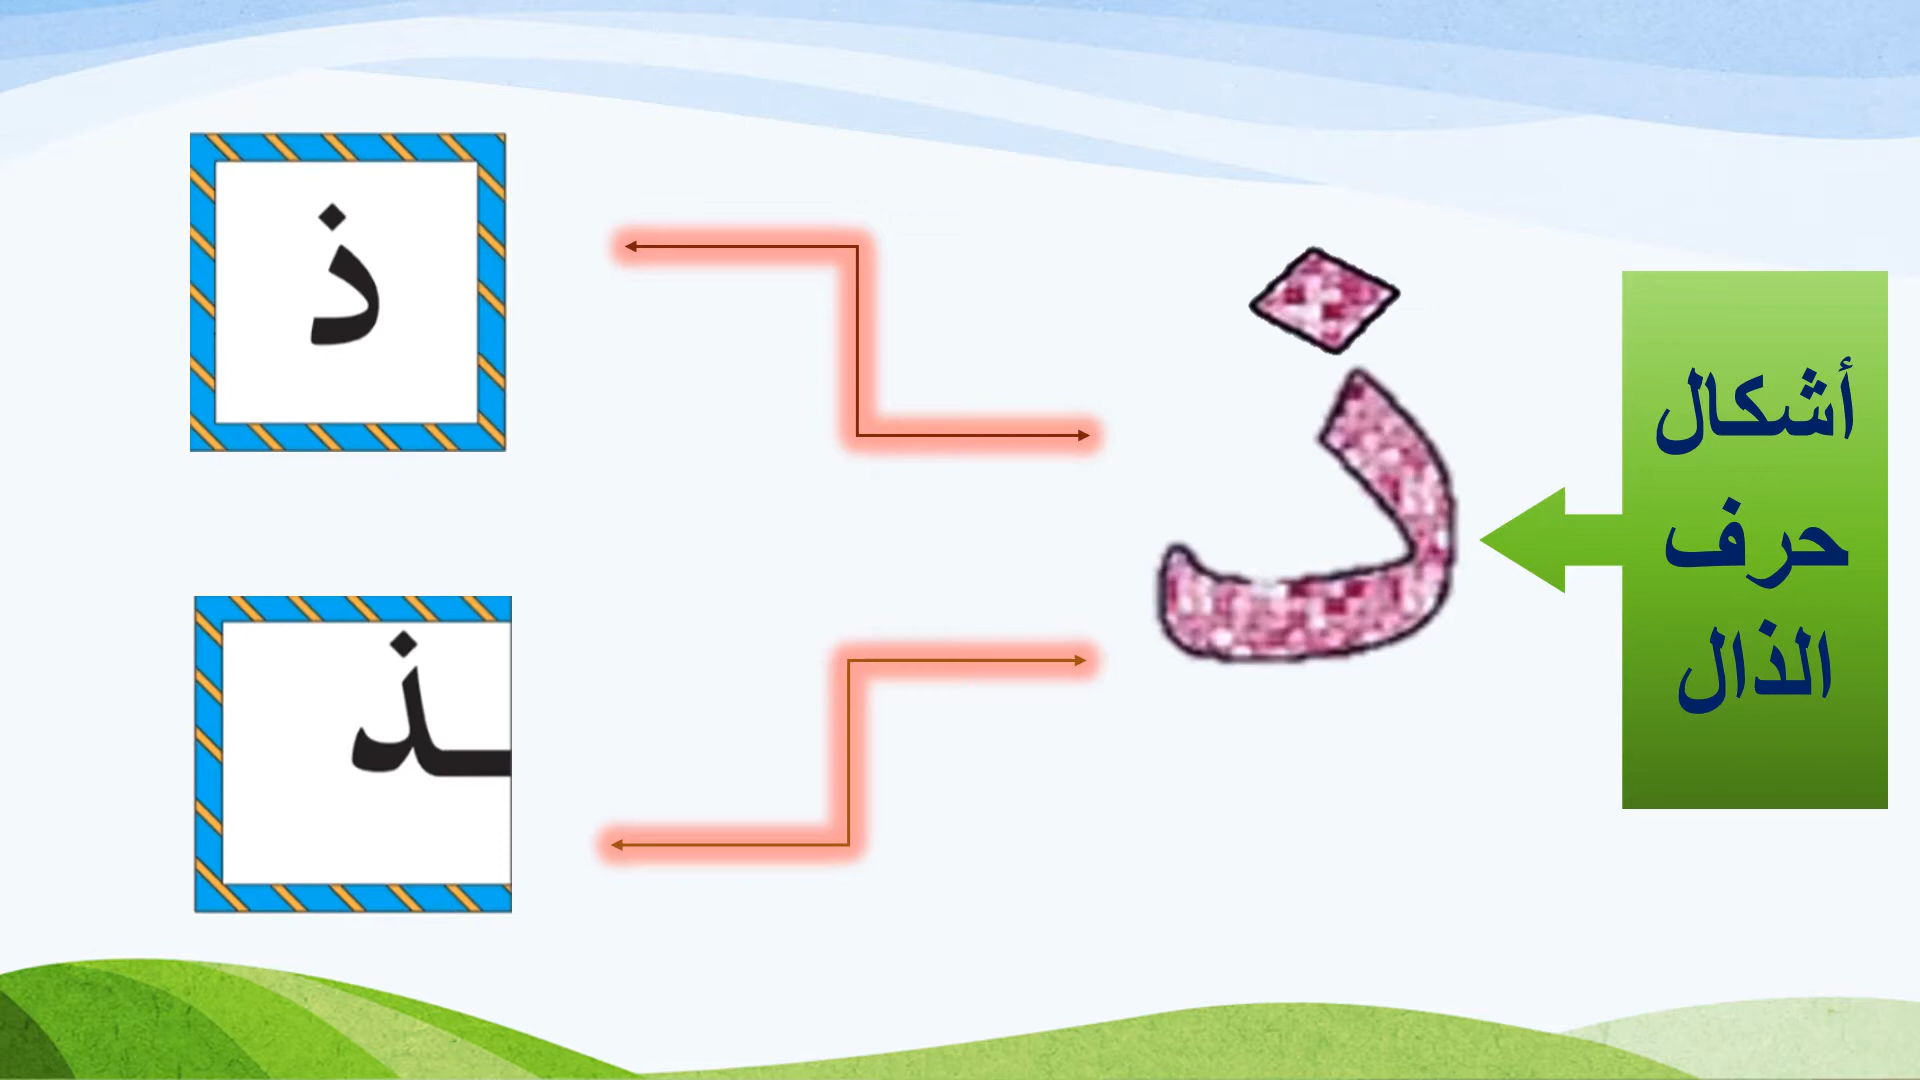 أشكال
حرف
الذال
ذ
ذ
ـذ